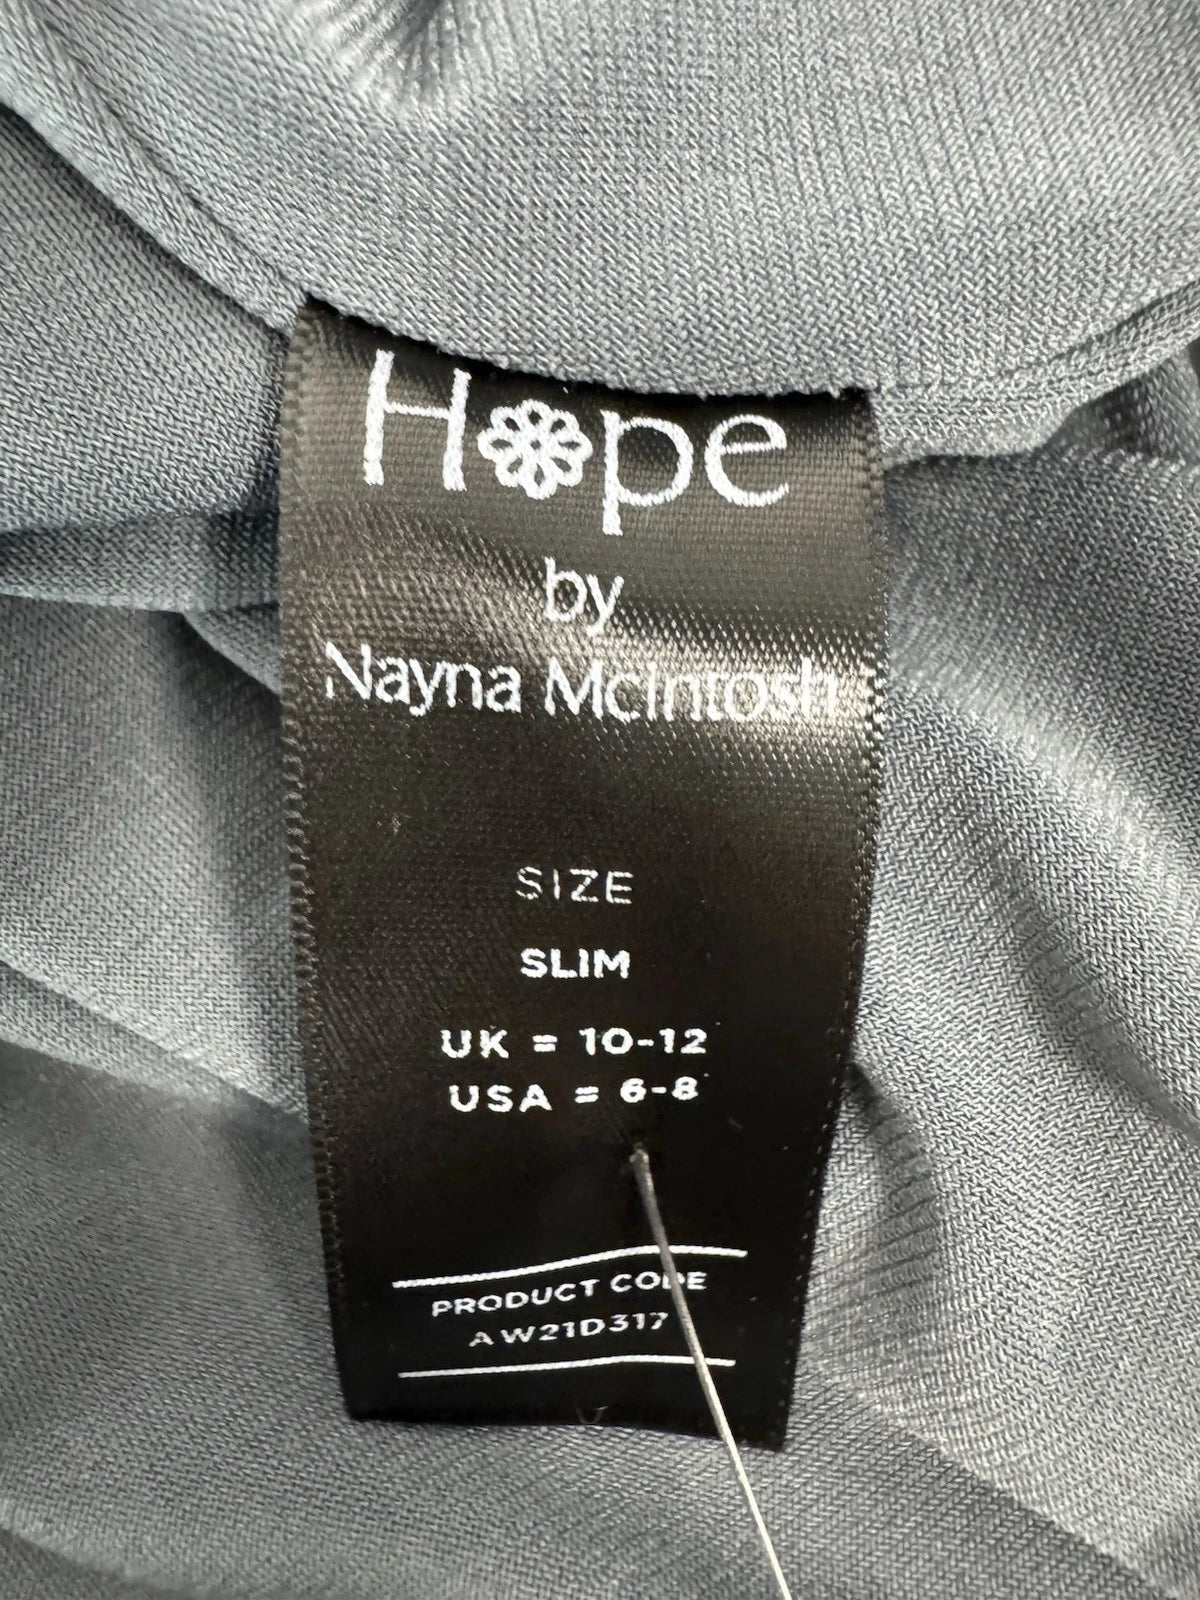 Hope
by
Nayna McIntosh
SIZE
SLIM
UK = 10-12
USA = 6-8
PRODUCT CODE
AW21D317